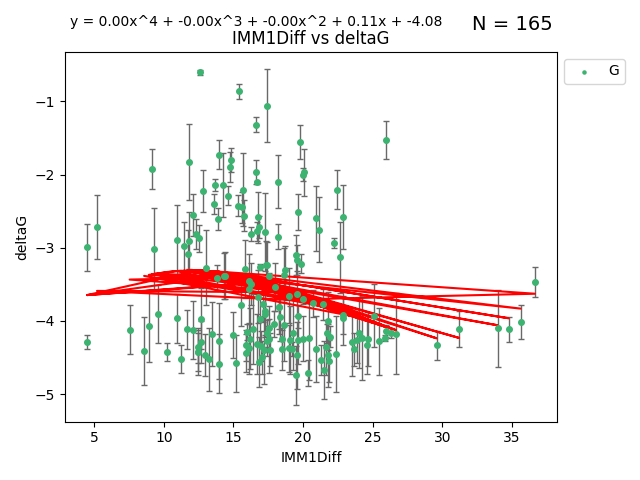 y = 0.00x^4 + -0.00x^3 + -0.00x^2 + 0.11x + -4.08
N = 165
IMM1Diff vs deltaG
G
−1
−2
−3
−4
−5
deltaG
5 10 15 20 25 30 35
IMM1Diff